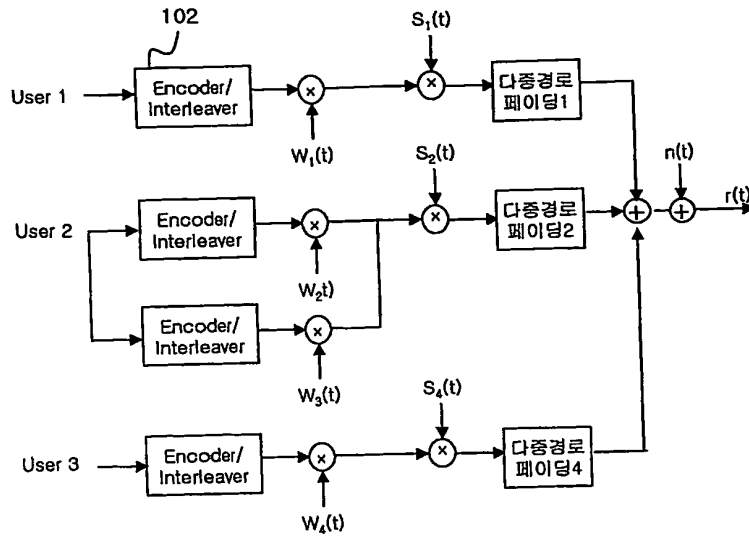 102
S₁(t)
User 1
Encoder/
Interleaver
다중경로
페이딩1
W₁(t)
S₂(t)
n(t)
r(t)
User 2
Encoder/
Interleaver
다중경로
페이딩2
W₂t)
Encoder/
Interleaver
W₃(t)
S₄(t)
User 3
Encoder/
Interleaver
다중경로
페이딩4
W₄(t)